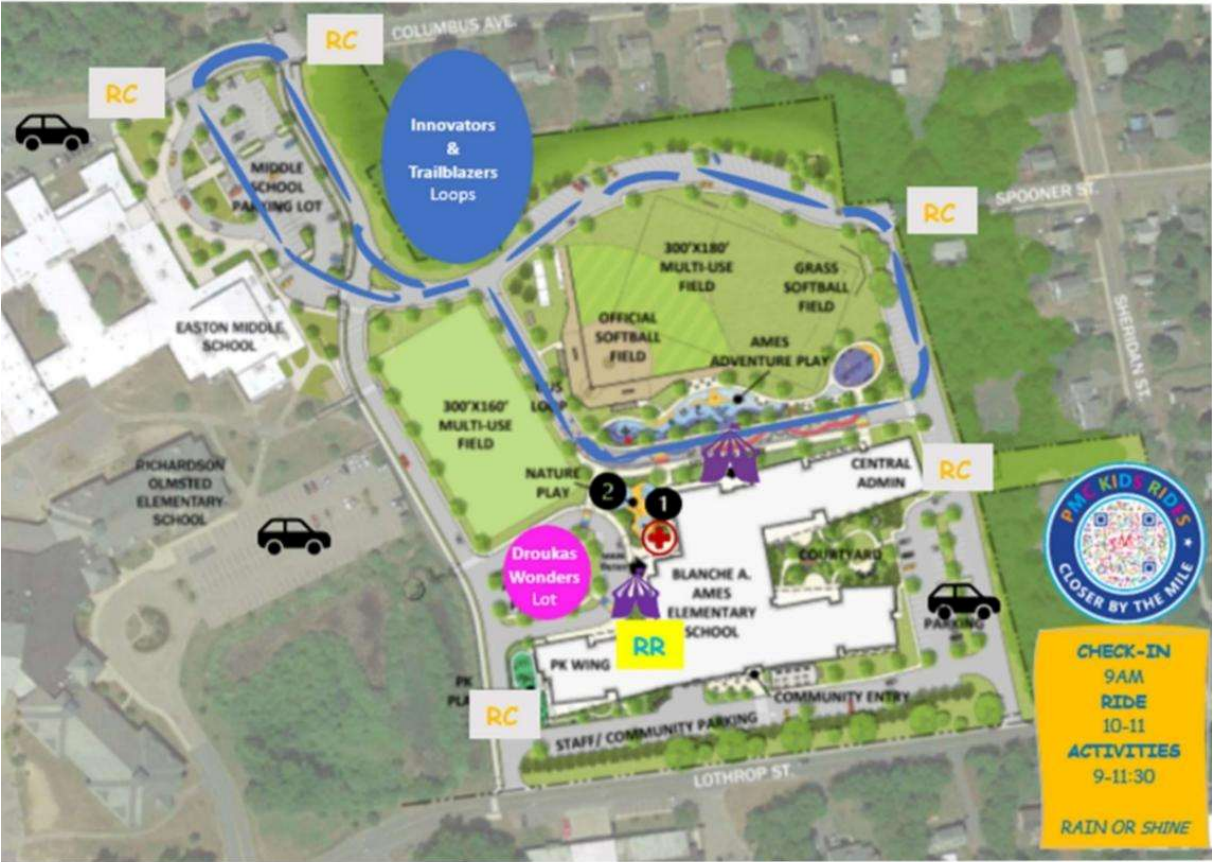 COLUMBUS AVE.
RC
RC
Innovators
&
Trailblazers
Loops
MIDDLE
SCHOOL
PARKING LOT
SPOONER ST.
RC
300'X180'
MULTI-USE
FIELD
GRASS
SOFTBALL
FIELD
OFFICIAL
SOFTBALL
FIELD
AMES
ADVENTURE PLAY
SHERIDAN ST.
EASTON MIDDLE
SCHOOL
BUS
LOOP
300'X160'
MULTI-USE
FIELD
RICHARDSON
OLMSTED
ELEMENTARY
SCHOOL
NATURE
PLAY
2
1
CENTRAL
ADMIN
RC
Droukas
Wonders
Lot
MAIN
COURTYARD
BLANCHE A.
AMES
ELEMENTARY
SCHOOL
PARKING
RR
PK WING
PK
RC
COMMUNITY ENTRY
STAFF/ COMMUNITY PARKING
LOTHROP ST.
PMC KIDS RIDES
CLOSER BY THE MILE
CHECK-IN
9AM
RIDE
10-11
ACTIVITIES
9-11:30
RAIN OR SHINE